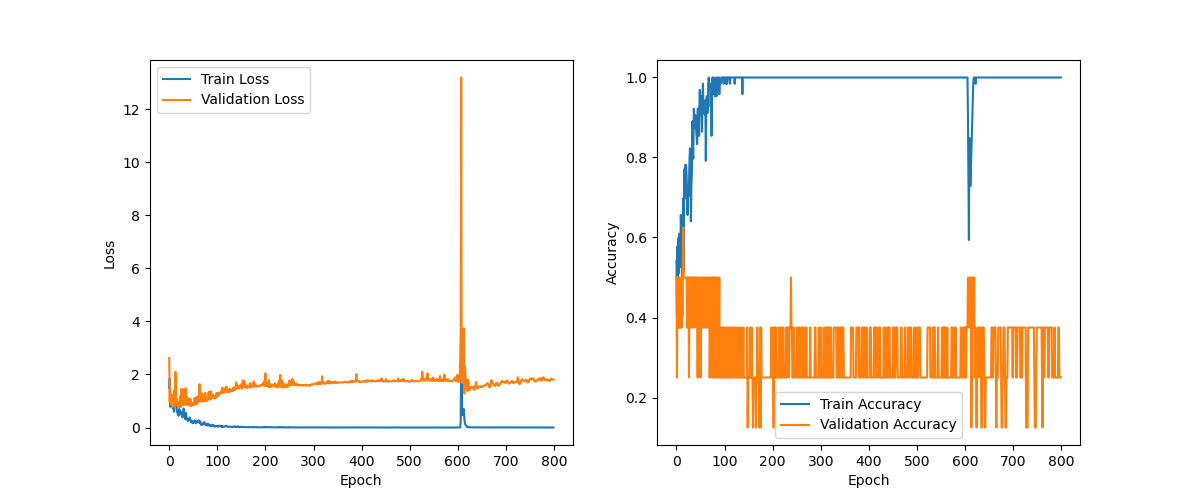 Train Loss
Validation Loss
12
10
8
6
4
2
0
Loss
0 100 200 300 400 500 600 700 800
Epoch
1.0
0.8
0.6
0.4
0.2
Accuracy
Train Accuracy
Validation Accuracy
0 100 200 300 400 500 600 700 800
Epoch